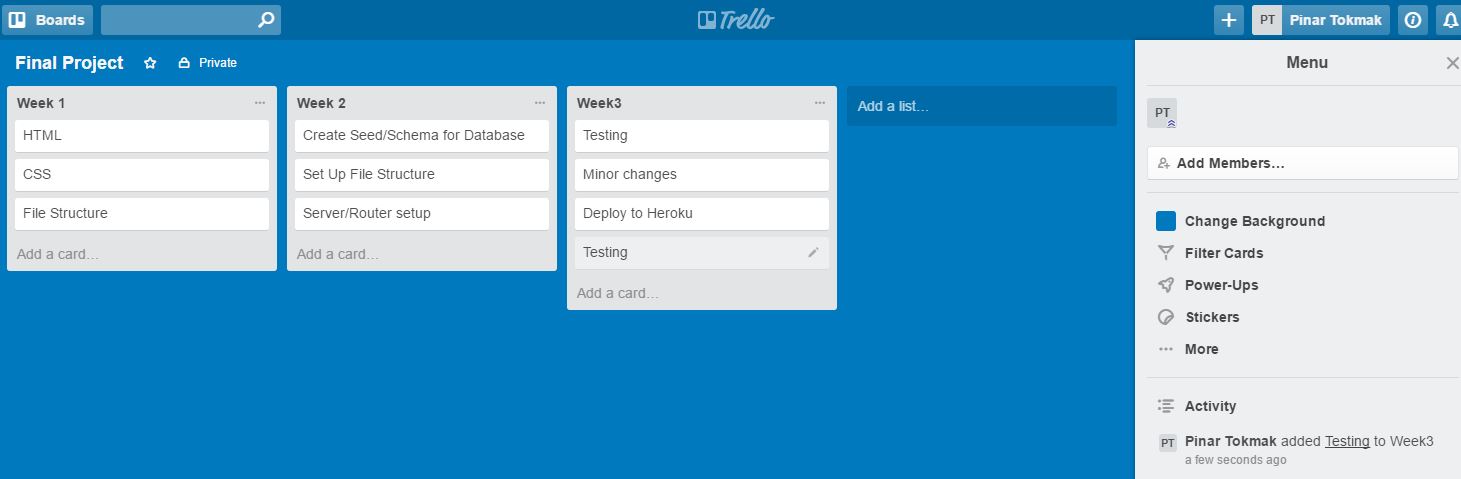 Boards
Trello
PT Pinar Tokmak
Final Project
Private
Week 1
HTML
CSS
File Structure
Add a card…
Week 2
Create Seed/Schema for Database
Set Up File Structure
Server/Router setup
Add a card…
Week3
Testing
Minor changes
Deploy to Heroku
Testing
Add a card…
Add a list…
Menu
PT
Add Members…
Change Background
Filter Cards
Power-Ups
Stickers
More
Activity
PT Pinar Tokmak added Testing to Week3
a few seconds ago